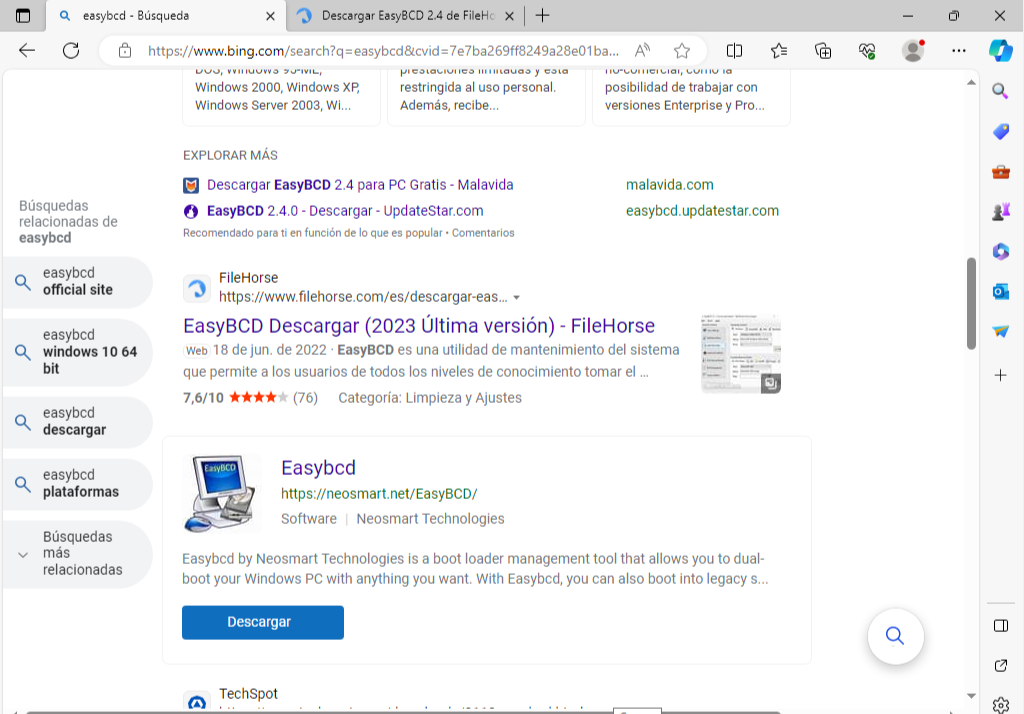 easybcd - Búsqueda
Descargar EasyBCD 2.4 de FileHo
https://www.bing.com/search?q=easybcd&cvid=7e7ba269ff8249a28e01ba...
DOS, Windows 95-ME,
Windows 2000, Windows XP,
Windows Server 2003, Wi...
prestaciones limitadas y está
restringida al uso personal.
Además, recibe...
no-comercial, como la
posibilidad de trabajar con
versiones Enterprise y Pro...
EXPLORAR MÁS
Descargar EasyBCD 2.4 para PC Gratis - Malavida
malavida.com
EasyBCD 2.4.0 - Descargar - UpdateStar.com
easybcd.updatestar.com
Recomendado para ti en función de lo que es popular • Comentarios
Búsquedas
relacionadas de
easybcd
easybcd
official site
easybcd
windows 10 64
bit
easybcd
descargar
easybcd
plataformas
Búsquedas
más
relacionadas
FileHorse
https://www.filehorse.com/es/descargar-eas...
EasyBCD Descargar (2023 Última versión) - FileHorse
Web 18 de jun. de 2022 · EasyBCD es una utilidad de mantenimiento del sistema
que permite a los usuarios de todos los niveles de conocimiento tomar el ...
7,6/10 (76) Categoría: Limpieza y Ajustes
EasyBCD
Easybcd
https://neosmart.net/EasyBCD/
Software | Neosmart Technologies
Easybcd by Neosmart Technologies is a boot loader management tool that allows you to dual-
boot your Windows PC with anything you want. With Easybcd, you can also boot into legacy s...
Descargar
TechSpot